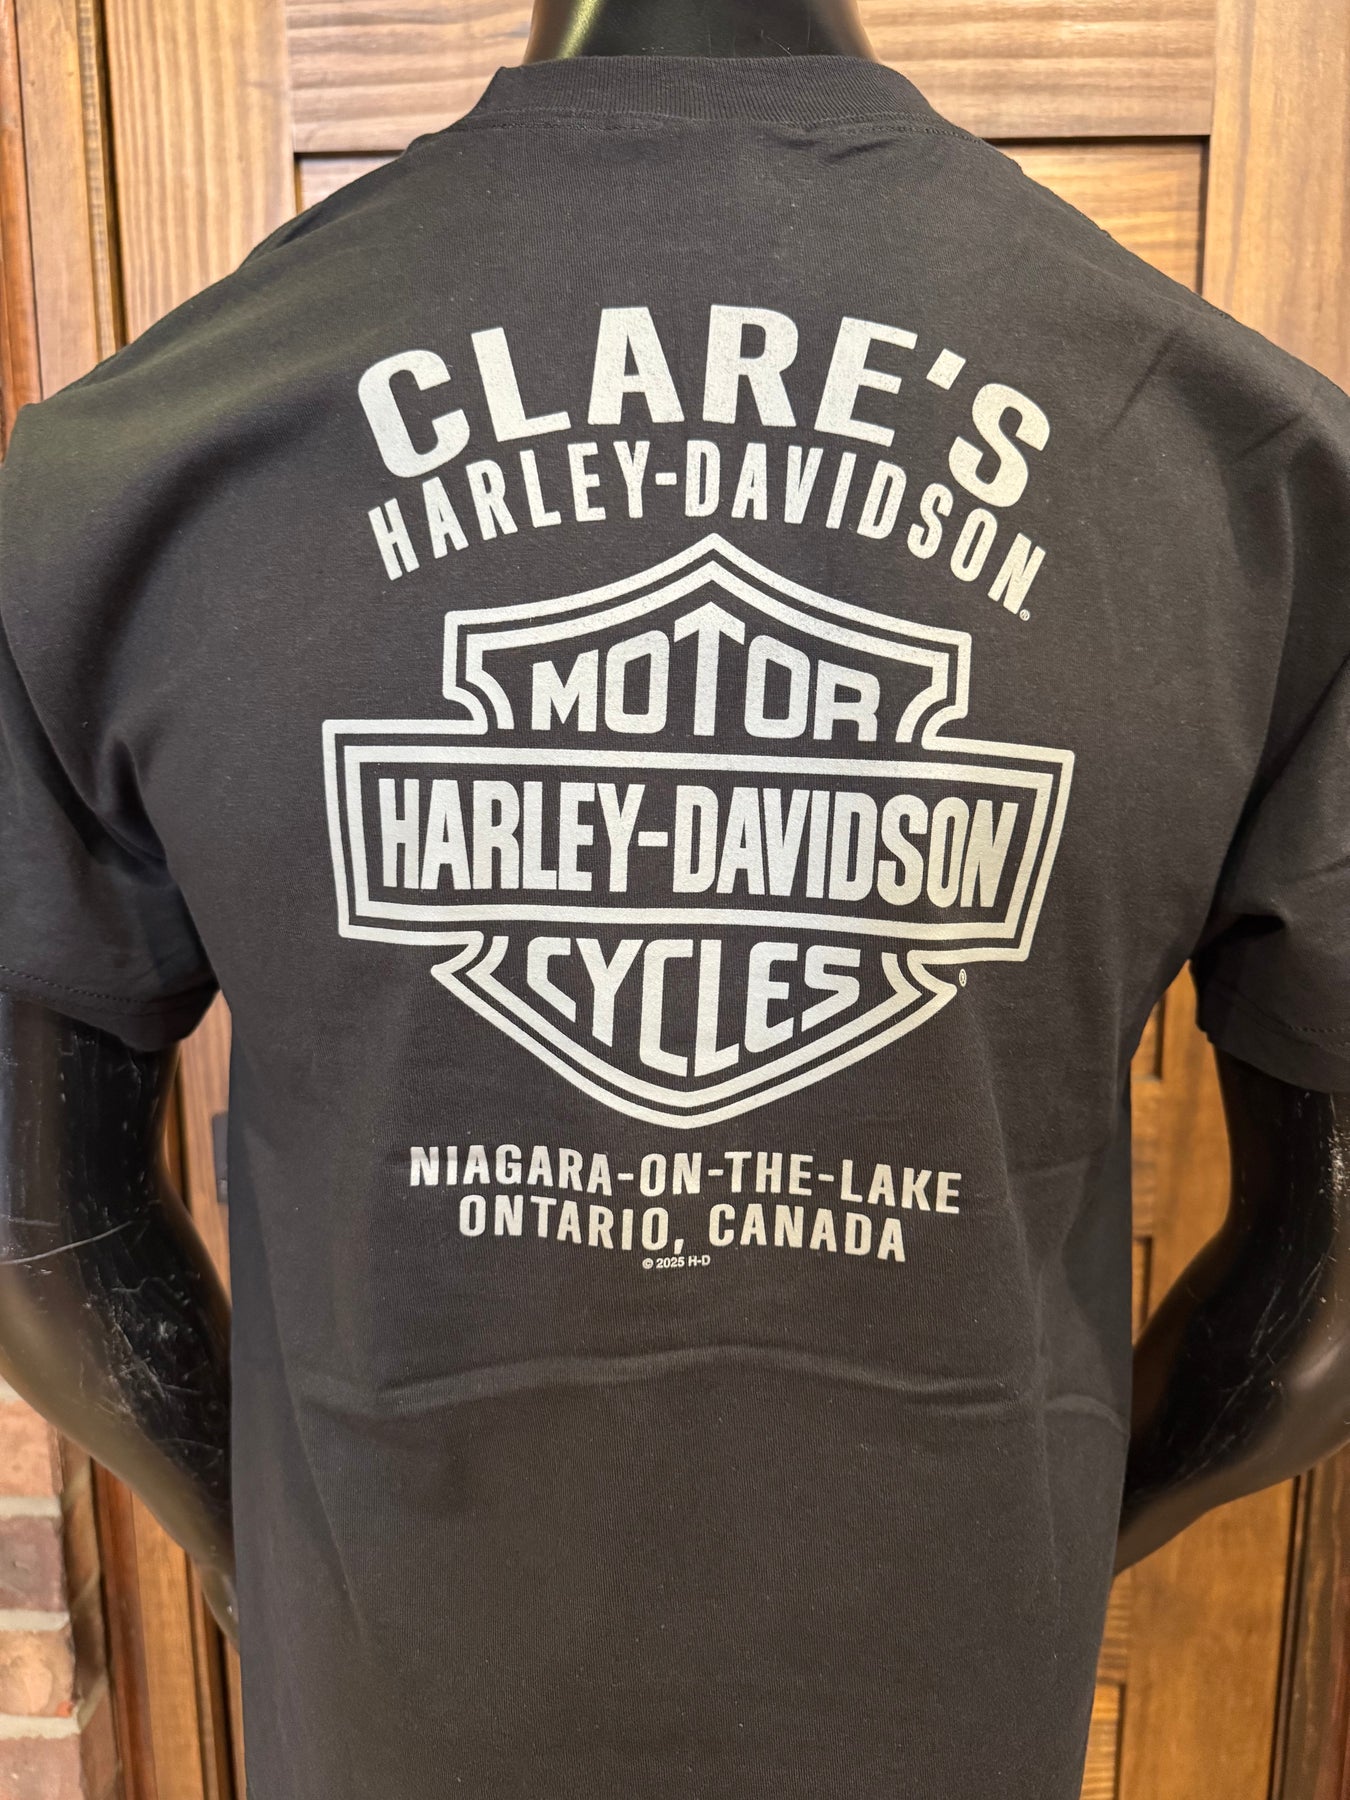 CLARE'S
HARLEY-DAVIDSON®
MOTOR
HARLEY-DAVIDSON
CYCLES®
NIAGARA-ON-THE-LAKE
ONTARIO, CANADA
© 2025 H-D